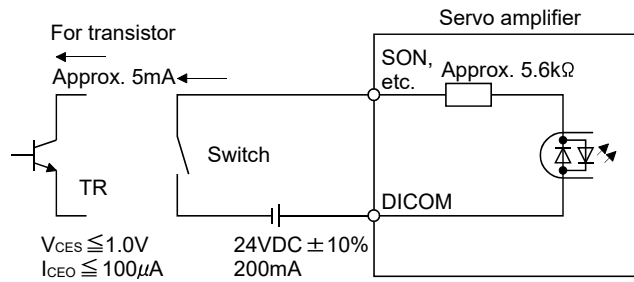 Servo amplifier
For transistor
Approx. 5mA
SON,
etc.
Approx. 5.6kΩ
Switch
TR
DICOM
VCES≦1.0V
ICEO≦100μA
24VDC±10%
200mA